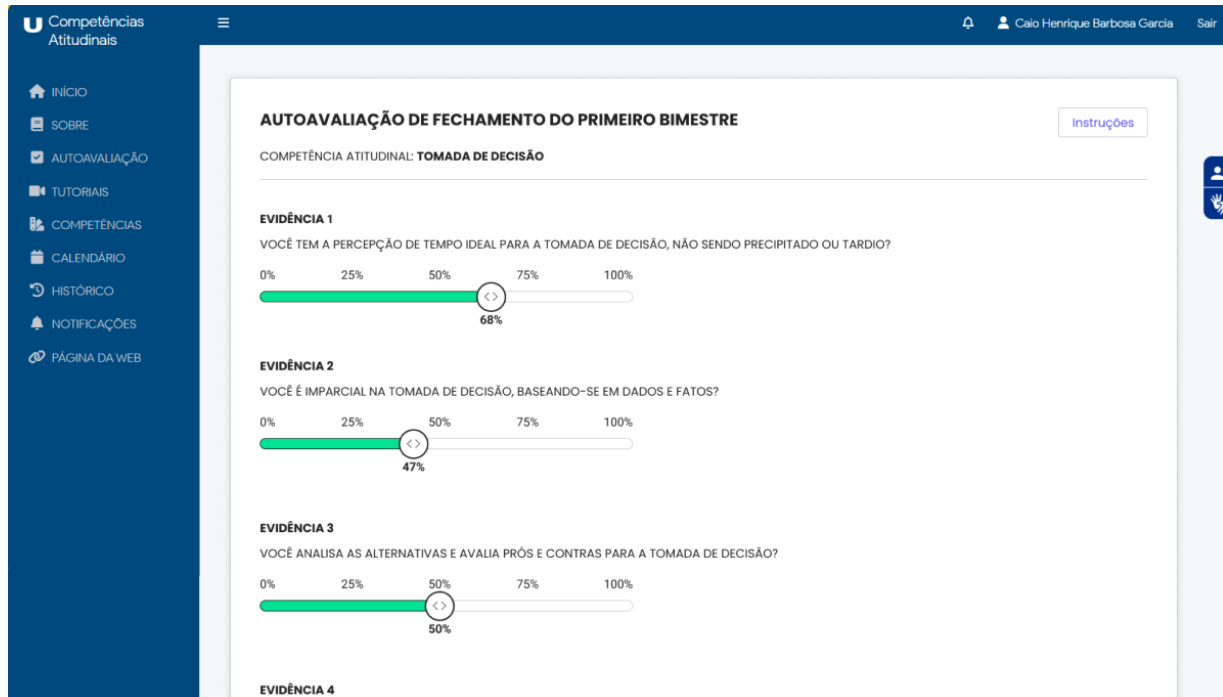 Competências
Atitudinais
Caio Henrique Barbosa Garcia
Sair
INÍCIO
SOBRE
AUTOAVALIAÇÃO
TUTORIAIS
COMPETÊNCIAS
CALENDÁRIO
HISTÓRICO
NOTIFICAÇÕES
PÁGINA DA WEB
AUTOAVALIAÇÃO DE FECHAMENTO DO PRIMEIRO BIMESTRE
Instruções
COMPETÊNCIA ATITUDINAL: TOMADA DE DECISÃO
EVIDÊNCIA 1
VOCÊ TEM A PERCEPÇÃO DE TEMPO IDEAL PARA A TOMADA DE DECISÃO, NÃO SENDO PRECIPITADO OU TARDIO?
0% 25% 50% 75% 100%
68%
EVIDÊNCIA 2
VOCÊ É IMPARCIAL NA TOMADA DE DECISÃO, BASEANDO-SE EM DADOS E FATOS?
0% 25% 50% 75% 100%
47%
EVIDÊNCIA 3
VOCÊ ANALISA AS ALTERNATIVAS E AVALIA PRÓS E CONTRAS PARA A TOMADA DE DECISÃO?
0% 25% 50% 75% 100%
50%
EVIDÊNCIA 4